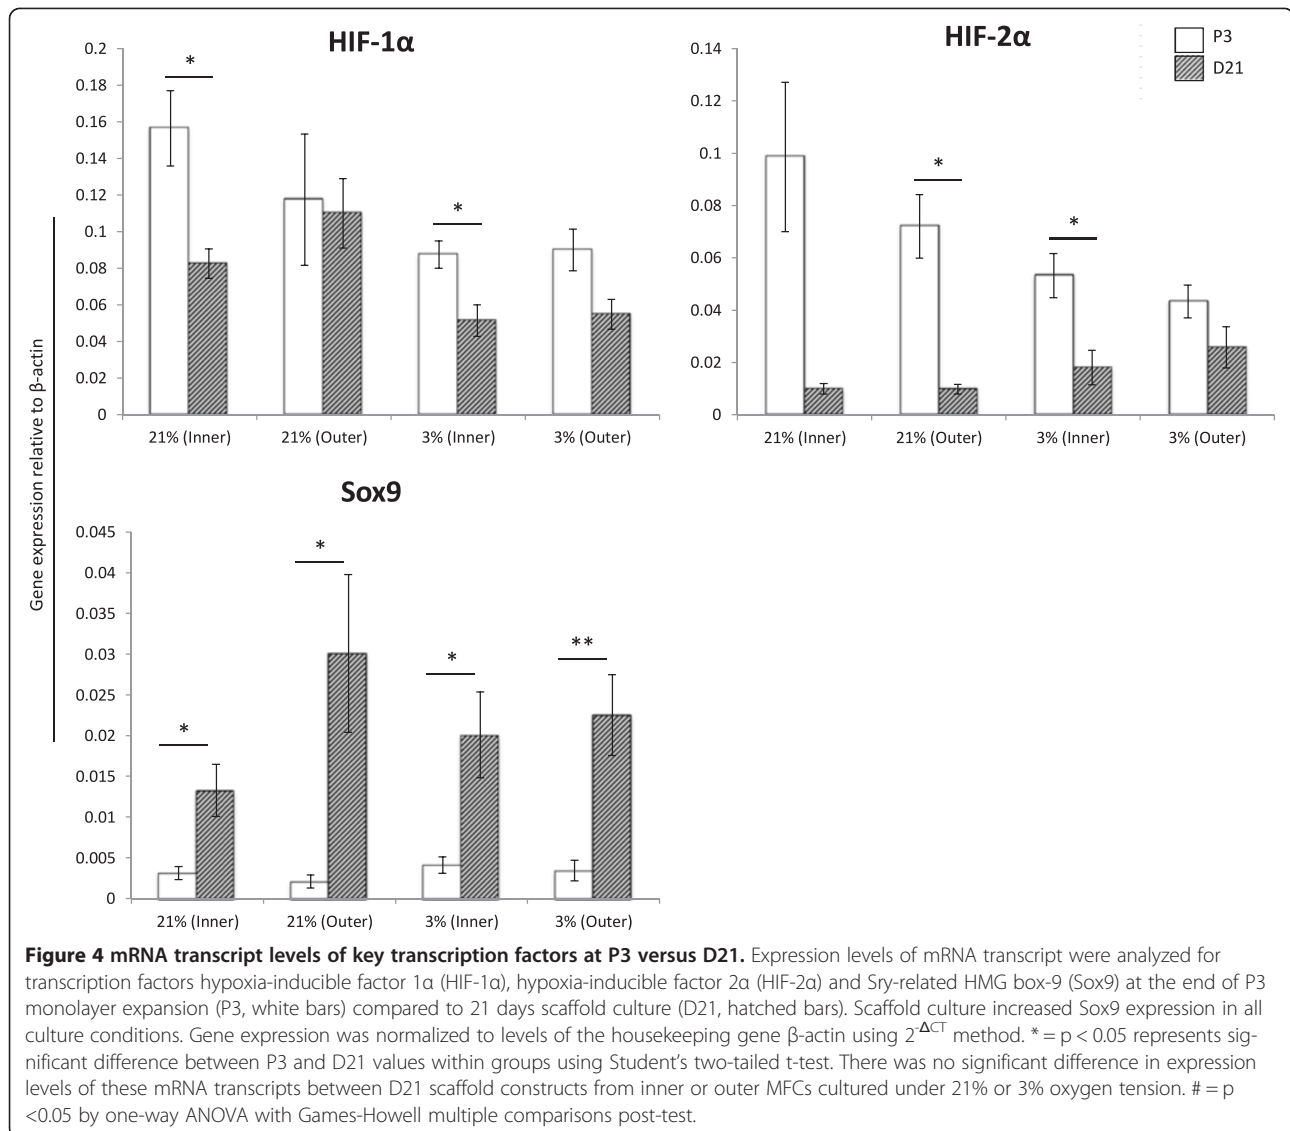 HIF-1α
0.2
0.18
0.16
0.14
0.12
0.1
0.08
0.06
0.04
0.02
0
*
*
21% (Inner) 21% (Outer) 3% (Inner) 3% (Outer)
HIF-2α
P3
D21
0.14
0.12
0.1
0.08
0.06
0.04
0.02
0
*
*
21% (Inner) 21% (Outer) 3% (Inner) 3% (Outer)
Gene expression relative to β-actin
Sox9
0.045
0.04
0.035
0.03
0.025
0.02
0.015
0.01
0.005
0
*
*
*
**
21% (Inner) 21% (Outer) 3% (Inner) 3% (Outer)
Figure 4 mRNA transcript levels of key transcription factors at P3 versus D21. Expression levels of mRNA transcript were analyzed for
transcription factors hypoxia-inducible factor 1α (HIF-1α), hypoxia-inducible factor 2α (HIF-2α) and Sry-related HMG box-9 (Sox9) at the end of P3
monolayer expansion (P3, white bars) compared to 21 days scaffold culture (D21, hatched bars). Scaffold culture increased Sox9 expression in all
culture conditions. Gene expression was normalized to levels of the housekeeping gene β-actin using 2-ΔCT method. * = p < 0.05 represents sig-
nificant difference between P3 and D21 values within groups using Student's two-tailed t-test. There was no significant difference in expression
levels of these mRNA transcripts between D21 scaffold constructs from inner or outer MFCs cultured under 21% or 3% oxygen tension. # = p
<0.05 by one-way ANOVA with Games-Howell multiple comparisons post-test.